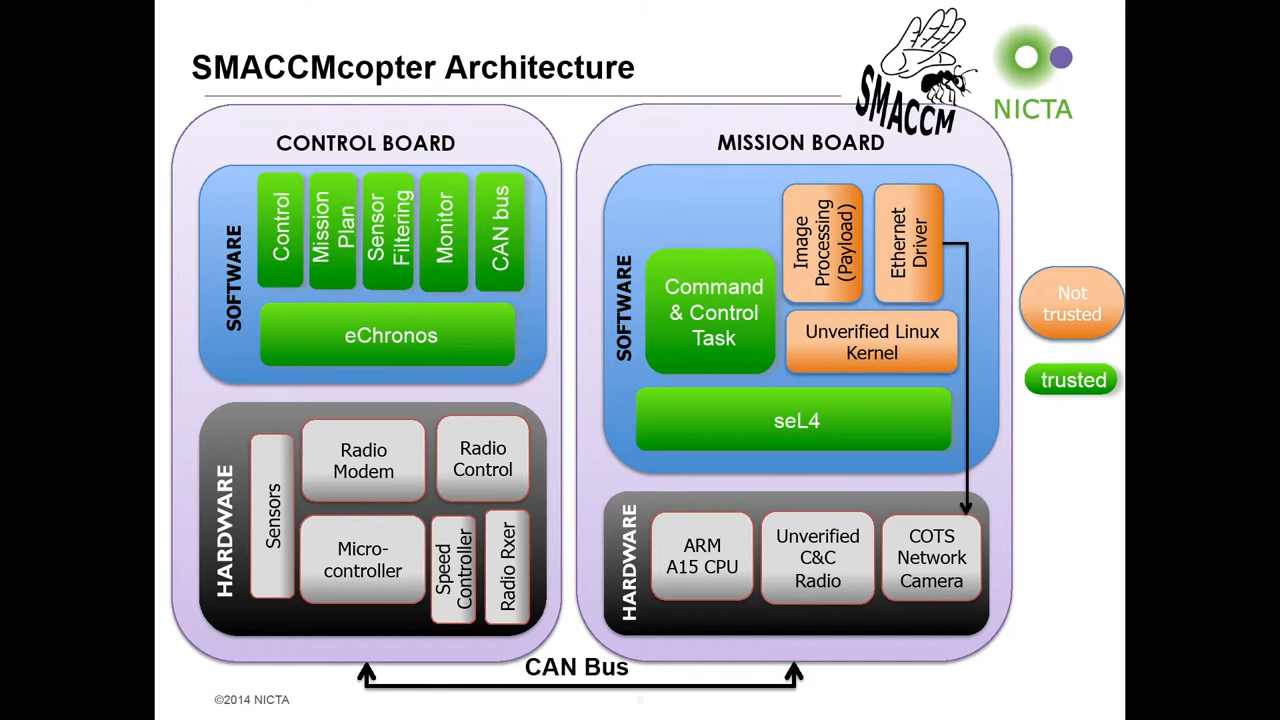 SMACCMcopter Architecture
SMACCM
NICTA
CONTROL BOARD
SOFTWARE
Control
Mission
Plan
Sensor
Filtering
Monitor
CAN bus
eChronos
HARDWARE
Sensors
Radio
Modem
Radio
Control
Micro-
controller
Speed
Controller
Radio Rxer
MISSION BOARD
SOFTWARE
Command
& Control
Task
Image
Processing
(Payload)
Ethernet
Driver
Unverified Linux
Kernel
seL4
HARDWARE
ARM
A15 CPU
Unverified
C&C
Radio
COTS
Network
Camera
Not
trusted
trusted
CAN Bus
©2014 NICTA
9